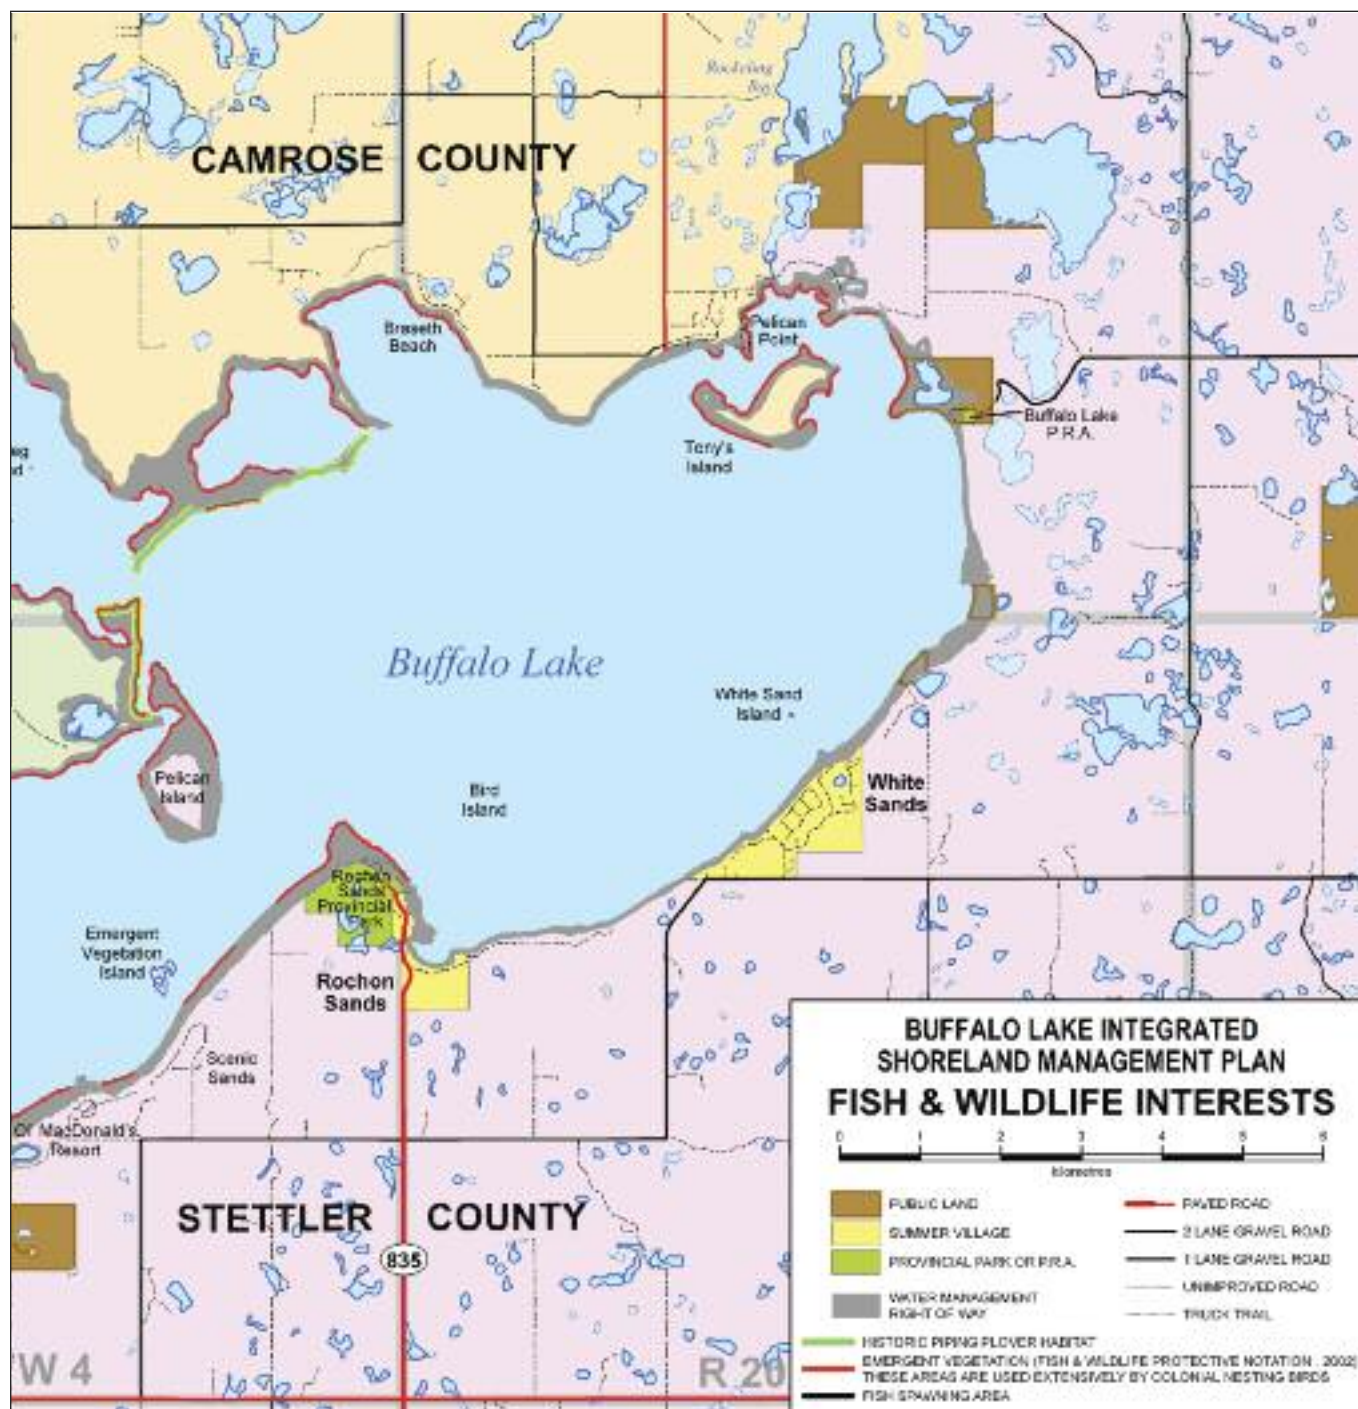 Rockeling
Bay
CAMROSE COUNTY
Braseth
Beach
Pelican
Point
Buffalo Lake
P.R.A.
Tony's
Island
Buffalo Lake
White Sand
Island
White
Sands
Pelican
Island
Bird
Island
Rochon
Sands
Provincial
Park
Emergent
Vegetation
Island
Rochon
Sands
Scenic
Sands
Ol' MacDonald's
Resort
STETTLER COUNTY
835
W 4
R 20
BUFFALO LAKE INTEGRATED
SHORELAND MANAGEMENT PLAN
FISH & WILDLIFE INTERESTS
0 1 2 3 4 5 6
kilometres
PUBLIC LAND
SUMMER VILLAGE
PROVINCIAL PARK OR P.R.A.
WATER MANAGEMENT
RIGHT OF WAY
PAVED ROAD
2 LANE GRAVEL ROAD
1 LANE GRAVEL ROAD
UNIMPROVED ROAD
TRUCK TRAIL
HISTORIC PIPING PLOVER HABITAT
EMERGENT VEGETATION (FISH & WILDLIFE PROTECTIVE NOTATION . 2002)
THESE AREAS ARE USED EXTENSIVELY BY COLONIAL NESTING BIRDS
FISH SPAWNING AREA